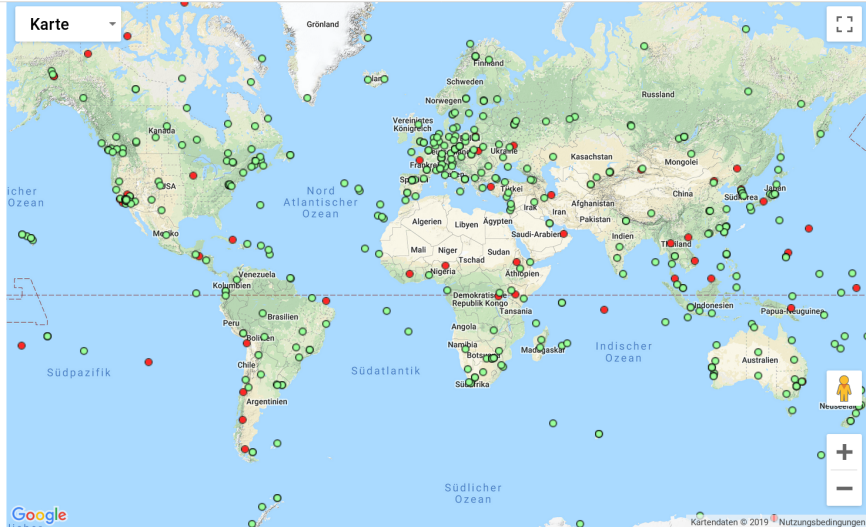 Karte
Grönland
Finnland
Schweden
Norwegen
Russland
Vereinigtes
Königreich
Kanada
Ukraine
Kasachstan
Mongolei
USA
Nord
Atlantischer
Ozean
icher
Ozean
Türkei
China
Japan
Südkorea
Afghanistan
Irak
Iran
Pakistan
Algerien
Libyen
Ägypten
Saudi-Arabien
Indien
Mexiko
Mali
Niger
Tschad
Sudan
Thailand
Nigeria
Äthiopien
Venezuela
Kolumbien
Demokratische
Republik Kongo
Tansania
Indonesien
Papua-Neuguinea
Peru
Brasilien
Bolivien
Angola
Namibia
Botsuana
Madagaskar
Indischer
Ozean
Australien
Chile
Südpazifik
Südatlantik
Südafrika
Argentinien
Südlicher
Ozean
Google
Kartendaten © 2019
Nutzungsbedingungen